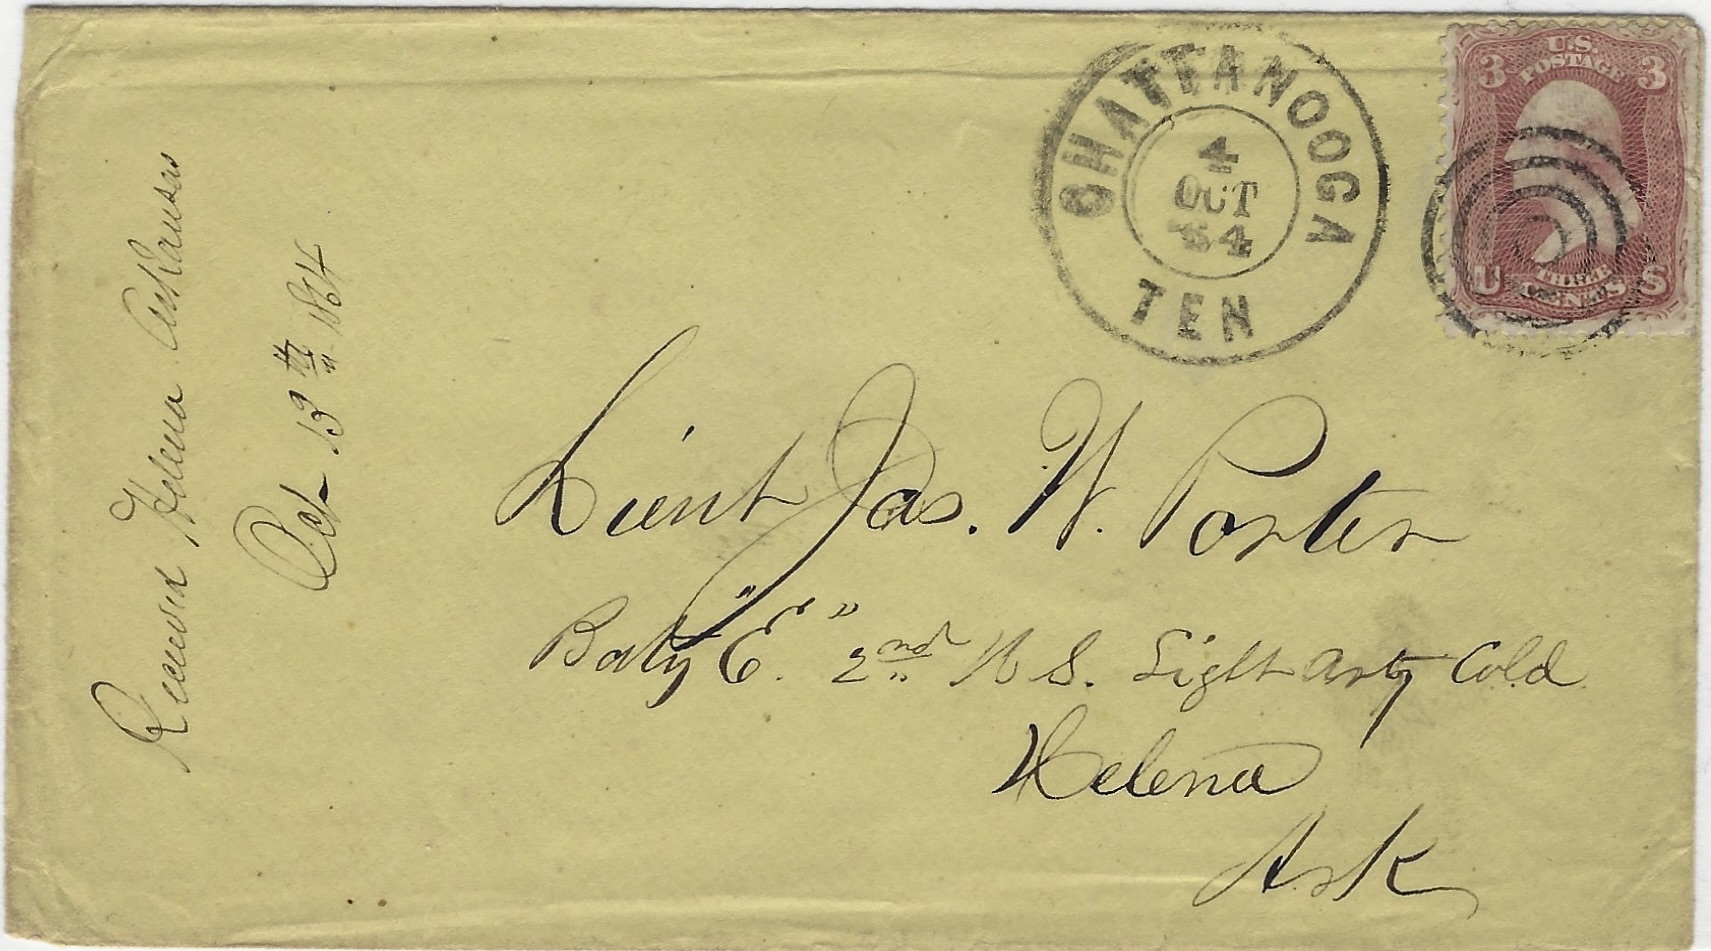 Received Helena Arkansas
Oct 13th 1864
CHATTANOOGA
4
OCT
'64
TEN
U.S.
POSTAGE
3 3
THREE
CENTS
U S
Lieut Jas. W. Porter
Baty "E" 2nd U S. Light Arty Cold
Helena
Ark